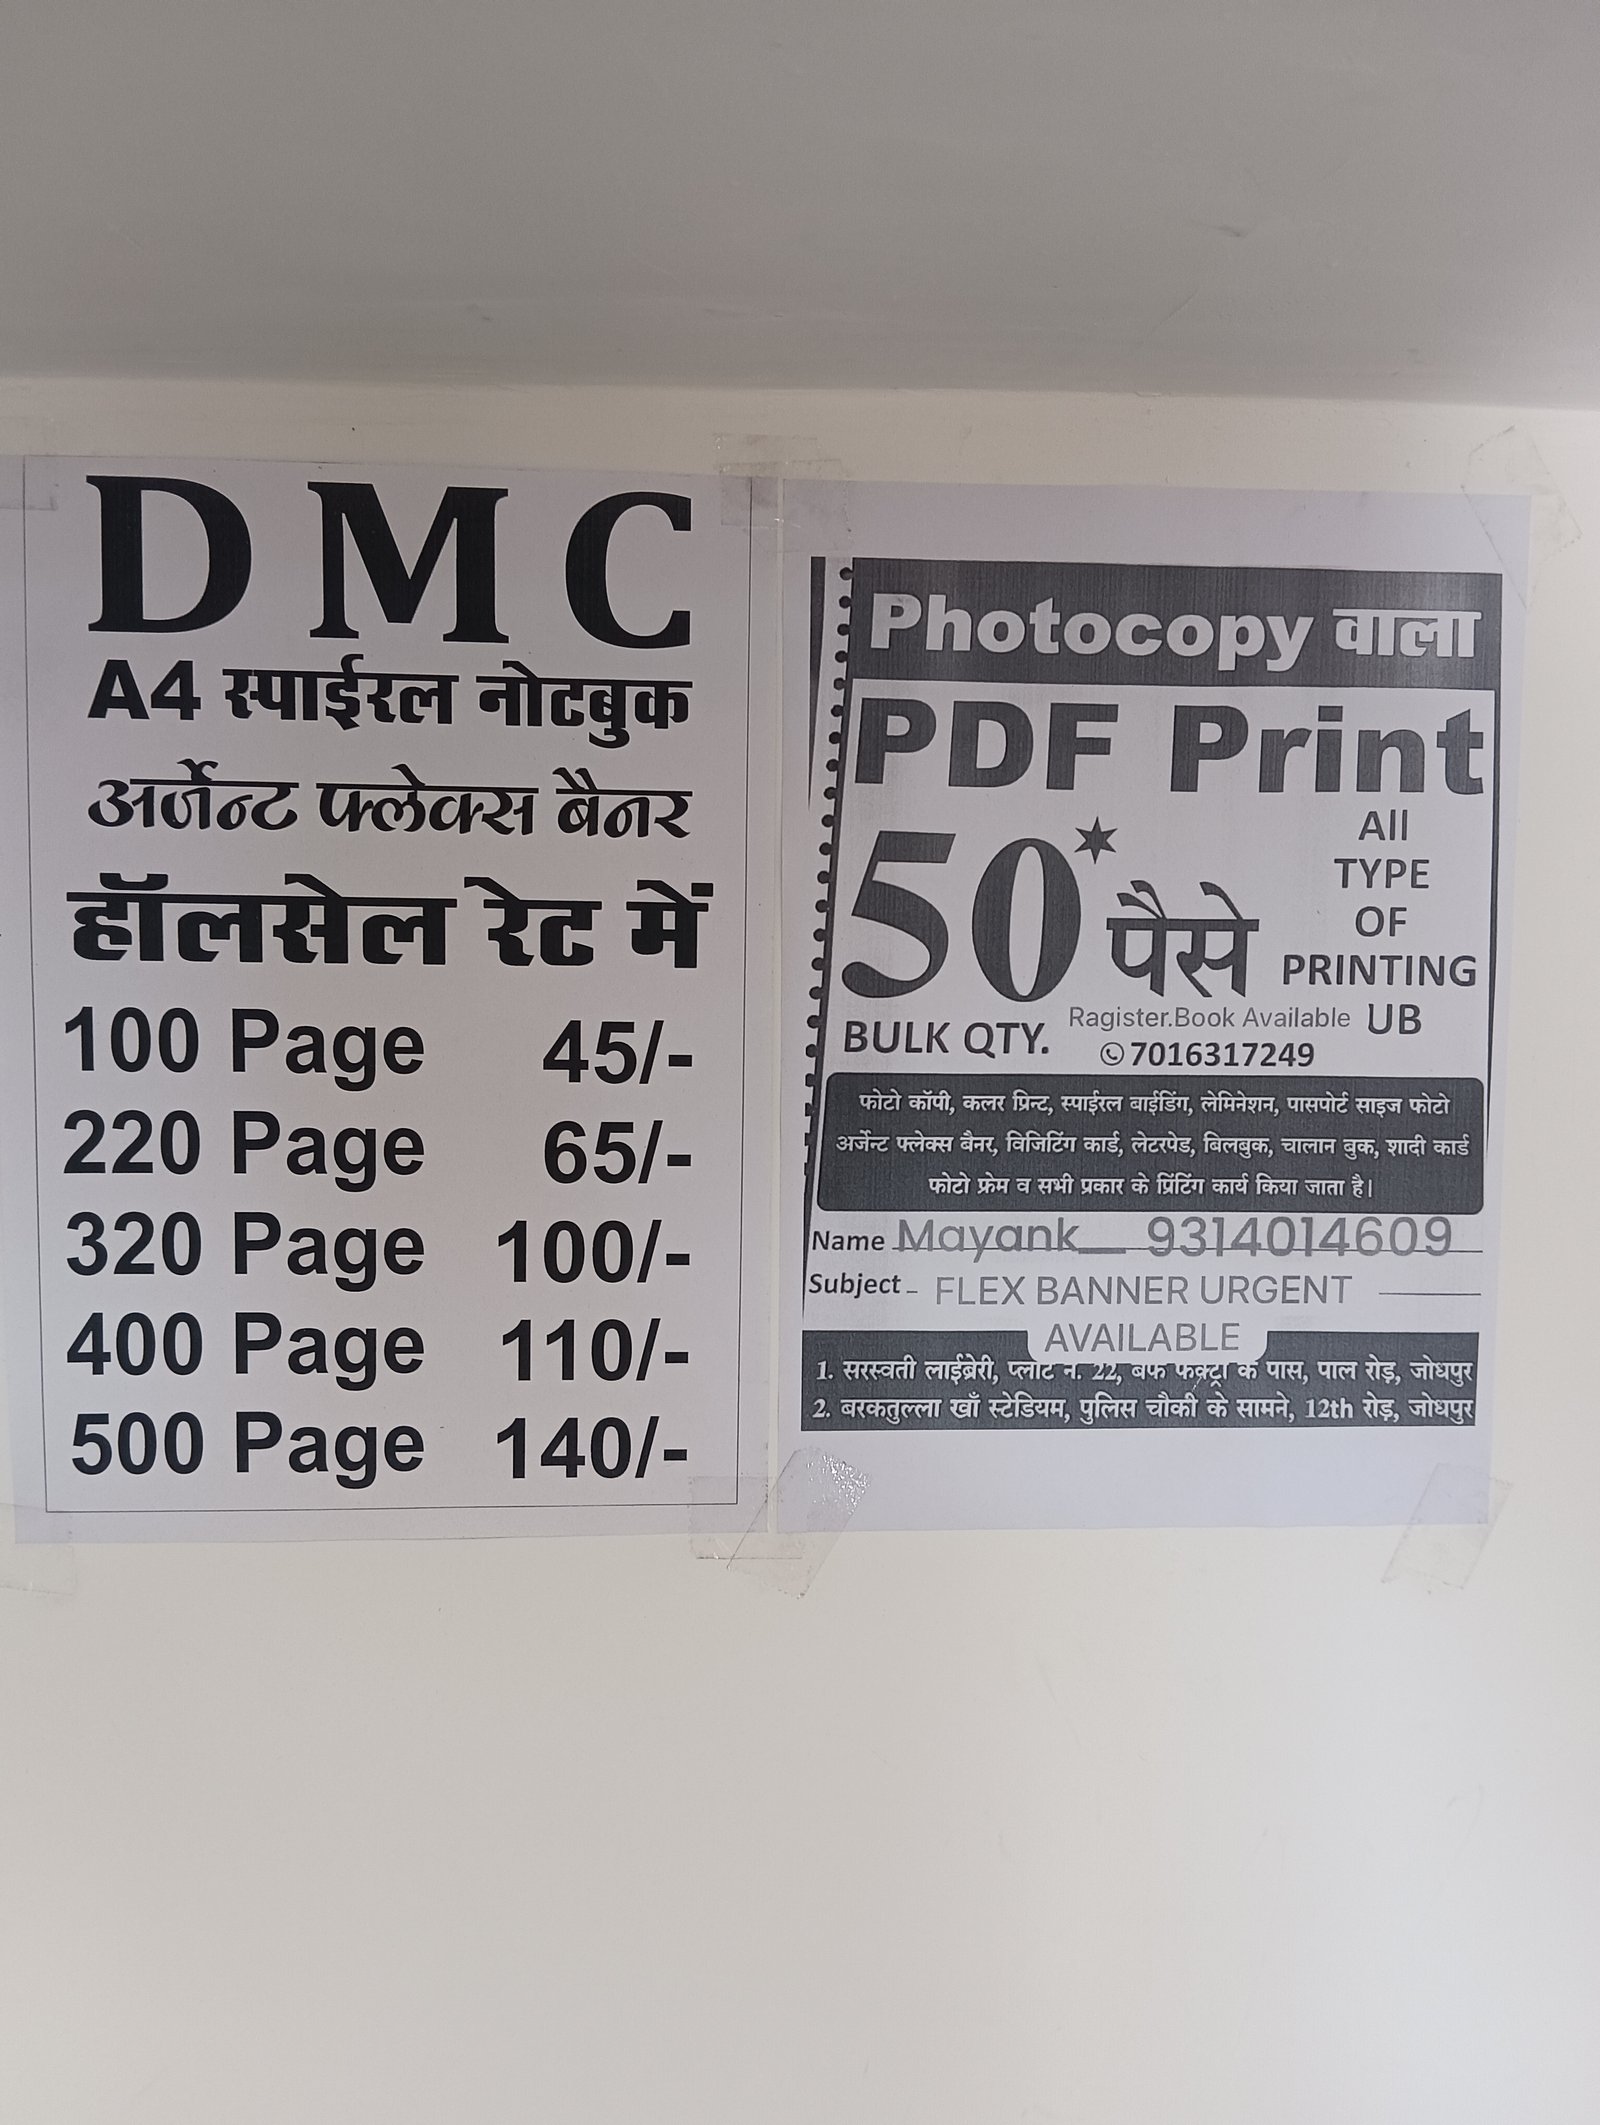 D M C
A4 स्पाईरल नोटबुक
अर्जेन्ट फ्लेक्स बैनर
हॉलसेल रेट में
100 Page 45/-
220 Page 65/-
320 Page 100/-
400 Page 110/-
500 Page 140/-
Photocopy वाला
PDF Print
50* पैसे
All
TYPE
OF
PRINTING
UB
BULK QTY.
Ragister.Book Available
7016317249
फोटो कॉपी, कलर प्रिन्ट, स्पाईरल बाईडिंग, लेमिनेशन, पासपोर्ट साइज फोटो
अर्जेन्ट फ्लेक्स बैनर, विजिटिंग कार्ड, लेटरपेड, बिलबुक, चालान बुक, शादी कार्ड
फोटो फ्रेम व सभी प्रकार के प्रिंटिंग कार्य किया जाता है।
Name Mayank__ 9314014609
Subject - FLEX BANNER URGENT
AVAILABLE
1. सरस्वती लाईब्रेरी, प्लाट न. 22, बर्फ फैक्ट्री के पास, पाल रोड़, जोधपुर
2. बरकतुल्ला खाँ स्टेडियम, पुलिस चौकी के सामने, 12th रोड़, जोधपुर